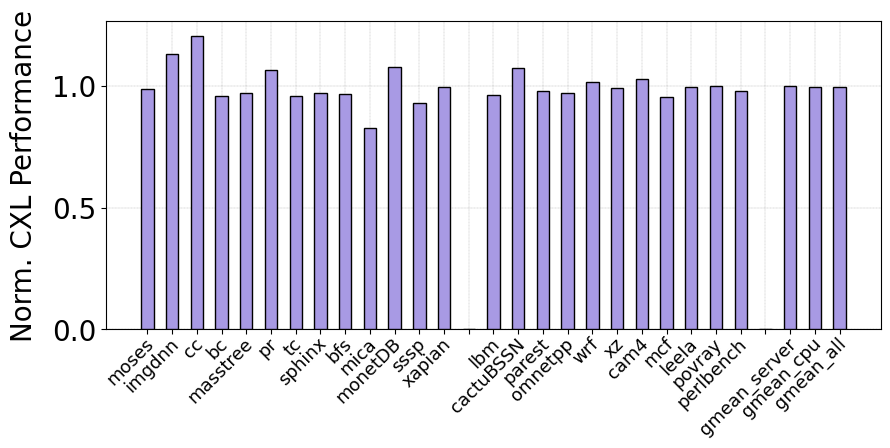 Norm. CXL Performance
1.0
0.5
0.0
moses
imgdnn
cc
bc
masstree
pr
tc
sphinx
bfs
mica
monetDB
sssp
xapian
lbm
cactuBSSN
parest
omnetpp
wrf
xz
cam4
mcf
leela
povray
perlbench
gmean_server
gmean_cpu
gmean_all